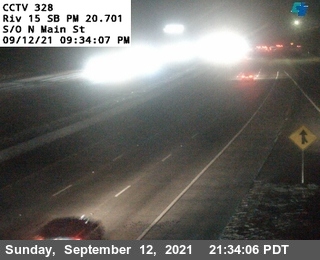 CCTV 328
Riv 15 SB PM 20.701
S/O N Main St
09/12/21 09:34:07 PM
Sunday, September 12, 2021 21:34:06 PDT